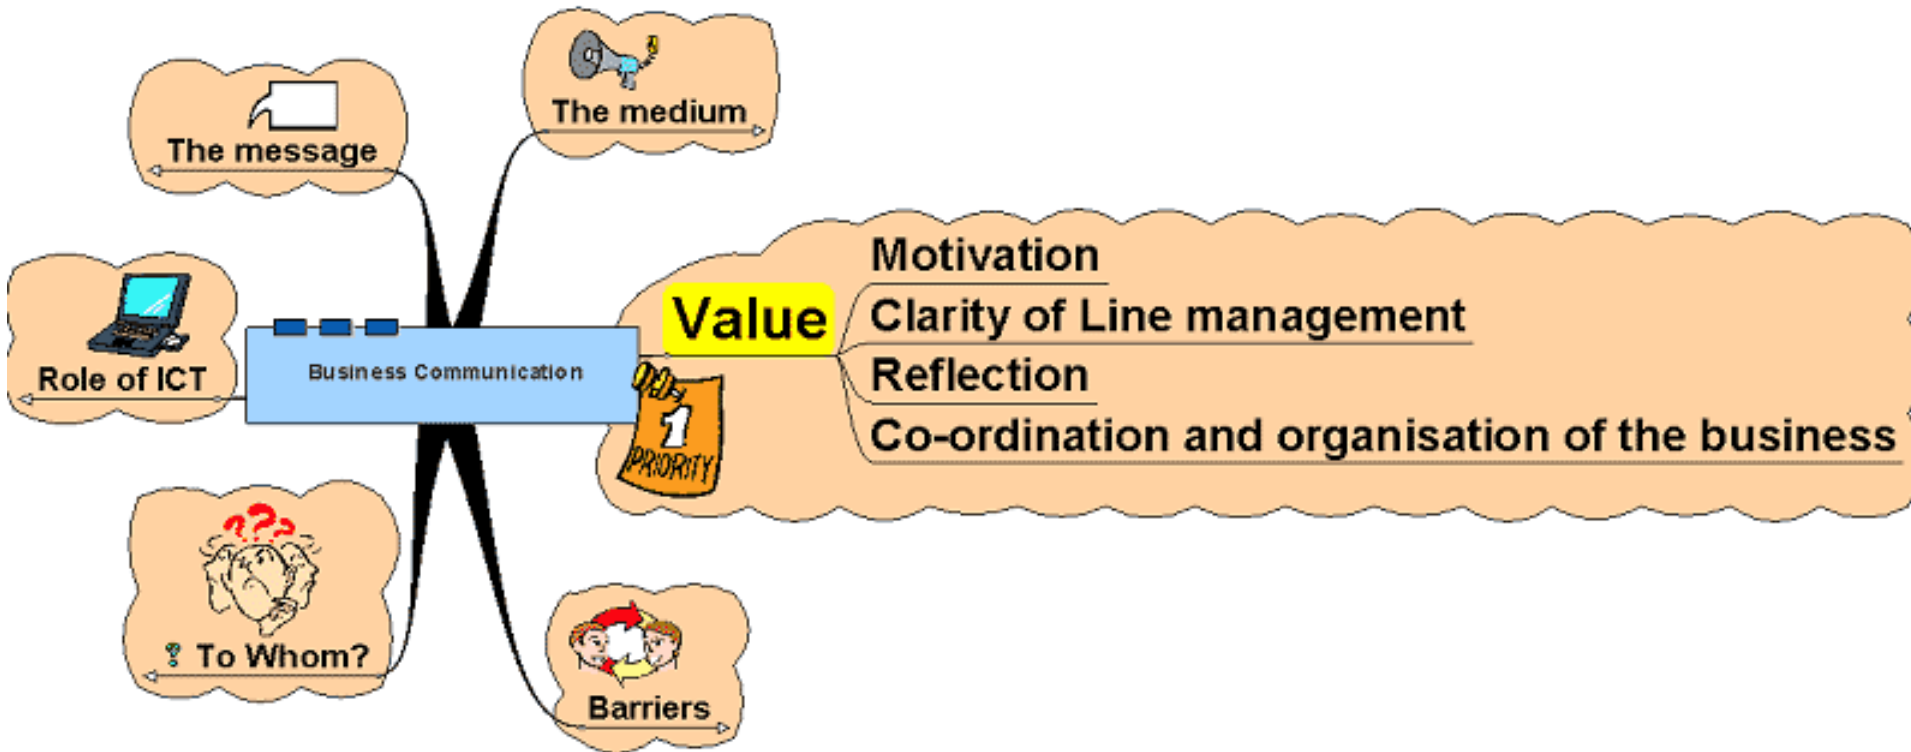 The medium
The message
Value
Motivation
Clarity of Line management
Reflection
Co-ordination and organisation of the business
Role of ICT
Business Communication
1
PRIORITY
???
? To Whom?
Barriers